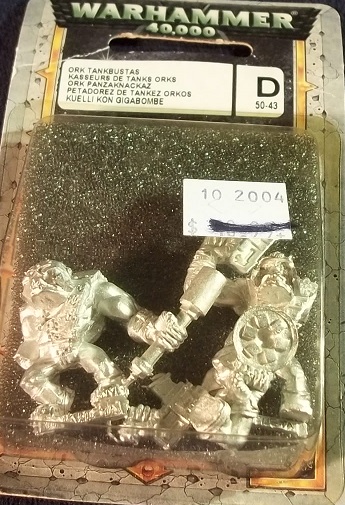 WARHAMMER
40,000
ORK TANKBUSTAS
KASSEURS DE TANKS ORKS
ORK PANZAKNACKAZ
PETADOREZ DE TANKEZ ORKOS
KUELLI KON GIGABOMBE
D
50-43
10 2004
$